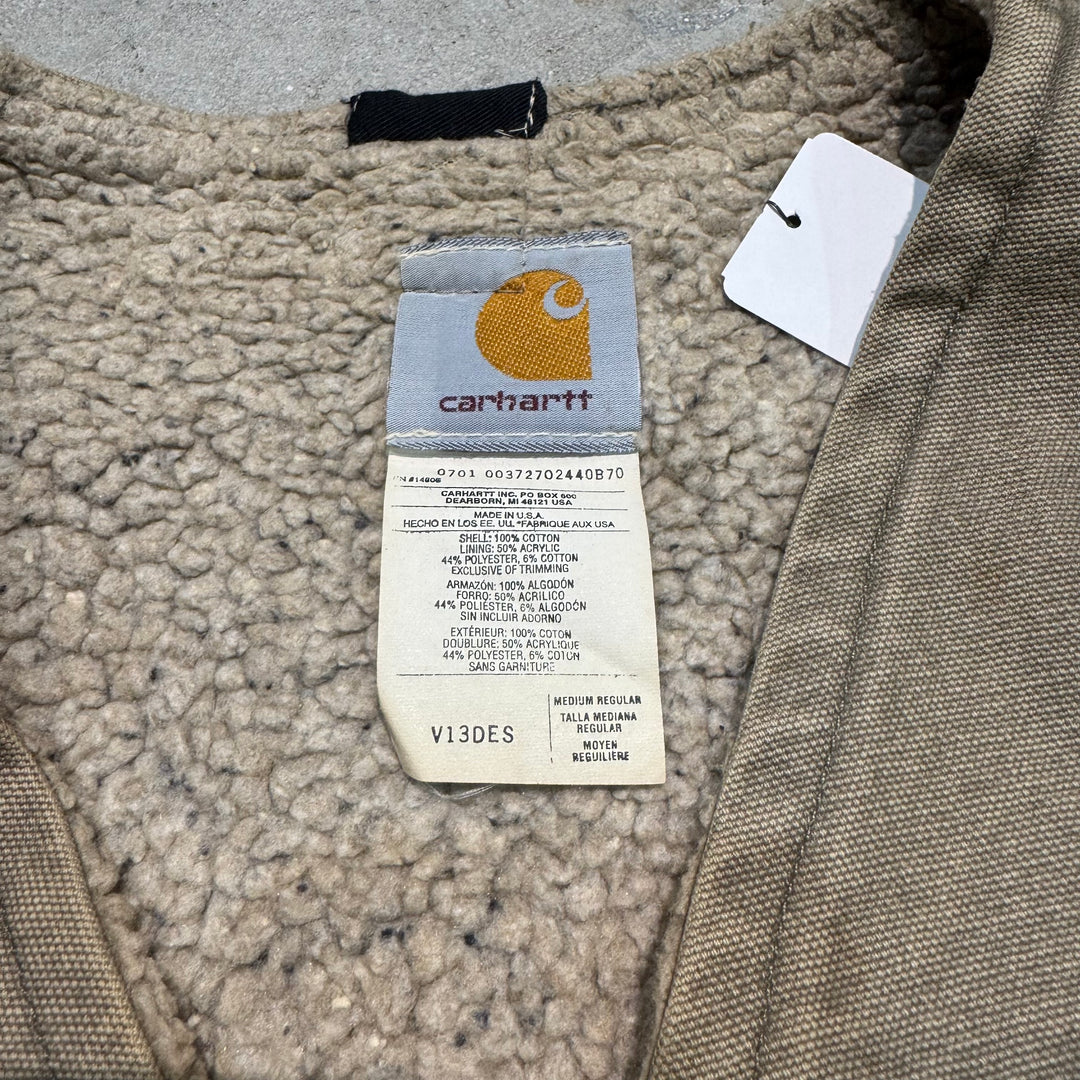 carhartt
0701 00372702440B70
RN #14806
CARHARTT INC. PO BOX 600
DEARBORN, MI 48121 USA
MADE IN U.S.A.
HECHO EN LOS EE. UU. *FABRIQUE AUX USA
SHELL: 100% COTTON
LINING: 50% ACRYLIC
44% POLYESTER, 6% COTTON
EXCLUSIVE OF TRIMMING
ARMAZÓN: 100% ALGODÓN
FORRO: 50% ACRILICO
44% POLIÉSTER, 6% ALGODÓN
SIN INCLUIR ADORNO
EXTÉRIEUR: 100% COTON
DOUBLURE: 50% ACRYLIQUE
44% POLYESTER, 6% COTON
SANS GARNITURE
V13DES
MEDIUM REGULAR
TALLA MEDIANA
REGULAR
MOYEN
REGUILIÈRE